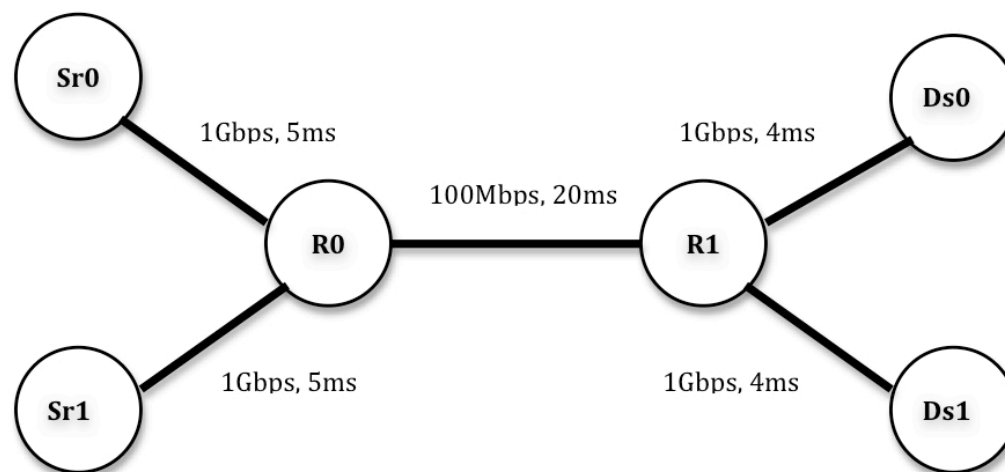 Sr0
Ds0
1Gbps, 5ms
1Gbps, 4ms
100Mbps, 20ms
R0
R1
1Gbps, 5ms
1Gbps, 4ms
Sr1
Ds1